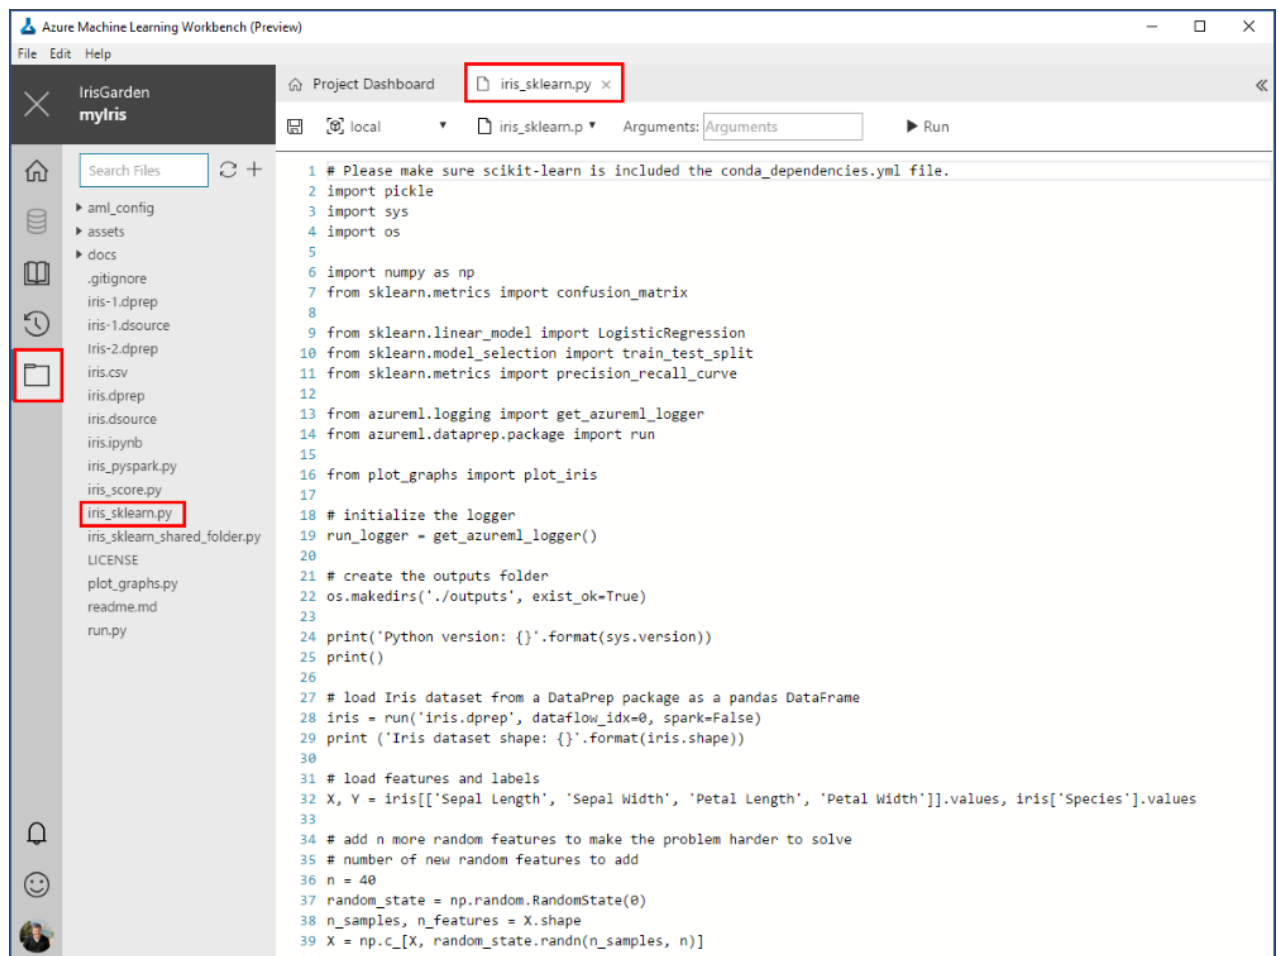 Azure Machine Learning Workbench (Preview)
File Edit Help
IrisGarden
myIris
Project Dashboard
iris_sklearn.py ×
local
iris_sklearn.p
Arguments: Arguments
Run
Search Files
aml_config
assets
docs
.gitignore
iris-1.dprep
iris-1.dsource
Iris-2.dprep
iris.csv
iris.dprep
iris.dsource
iris.ipynb
iris_pyspark.py
iris_score.py
iris_sklearn.py
iris_sklearn_shared_folder.py
LICENSE
plot_graphs.py
readme.md
run.py
1 # Please make sure scikit-learn is included the conda_dependencies.yml file.
2 import pickle
3 import sys
4 import os
5
6 import numpy as np
7 from sklearn.metrics import confusion_matrix
8
9 from sklearn.linear_model import LogisticRegression
10 from sklearn.model_selection import train_test_split
11 from sklearn.metrics import precision_recall_curve
12
13 from azureml.logging import get_azureml_logger
14 from azureml.dataprep.package import run
15
16 from plot_graphs import plot_iris
17
18 # initialize the logger
19 run_logger = get_azureml_logger()
20
21 # create the outputs folder
22 os.makedirs('./outputs', exist_ok=True)
23
24 print('Python version: {}'.format(sys.version))
25 print()
26
27 # load Iris dataset from a DataPrep package as a pandas DataFrame
28 iris = run('iris.dprep', dataflow_idx=0, spark=False)
29 print ('Iris dataset shape: {}'.format(iris.shape))
30
31 # load features and labels
32 X, Y = iris[['Sepal Length', 'Sepal Width', 'Petal Length', 'Petal Width']].values, iris['Species'].values
33
34 # add n more random features to make the problem harder to solve
35 # number of new random features to add
36 n = 40
37 random_state = np.random.RandomState(0)
38 n_samples, n_features = X.shape
39 X = np.c_[X, random_state.randn(n_samples, n)]